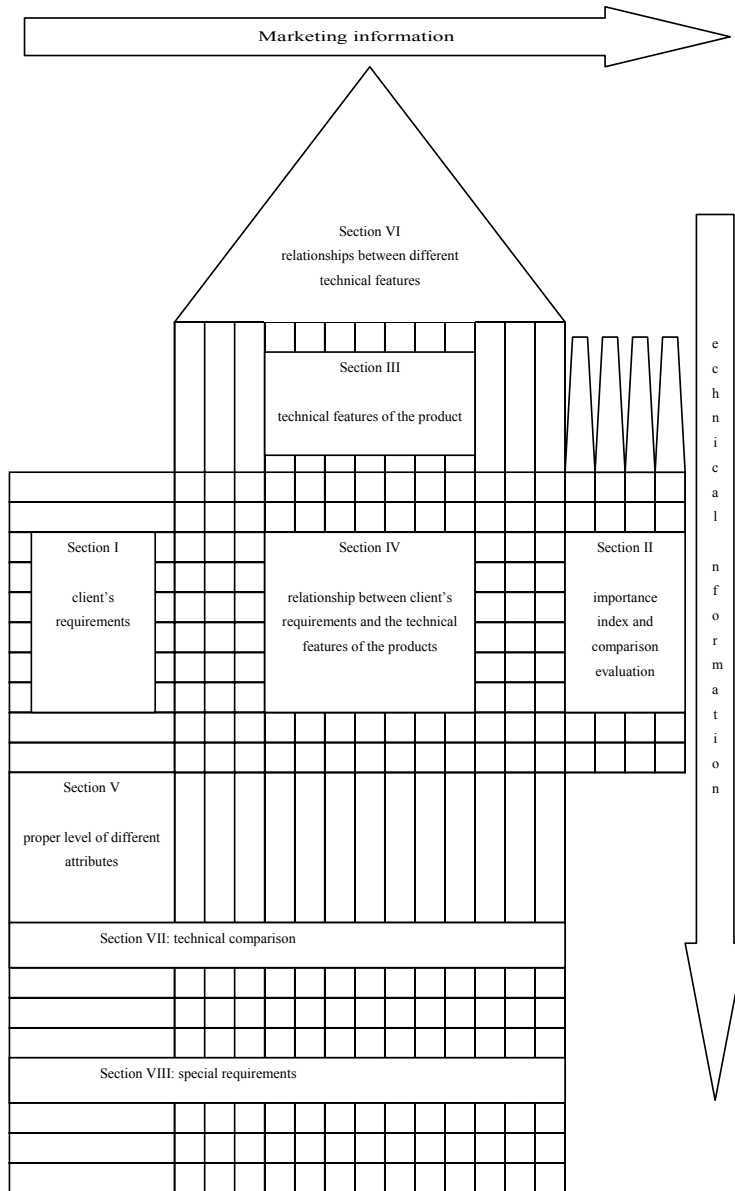 Marketing information
Section VI
relationships between different
technical features
Section III
technical features of the product
Section I
client's
requirements
Section IV
relationship between client's
requirements and the technical
features of the products
Section II
importance
index and
comparison
evaluation
echnical nformation
Section V
proper level of different
attributes
Section VII: technical comparison
Section VIII: special requirements